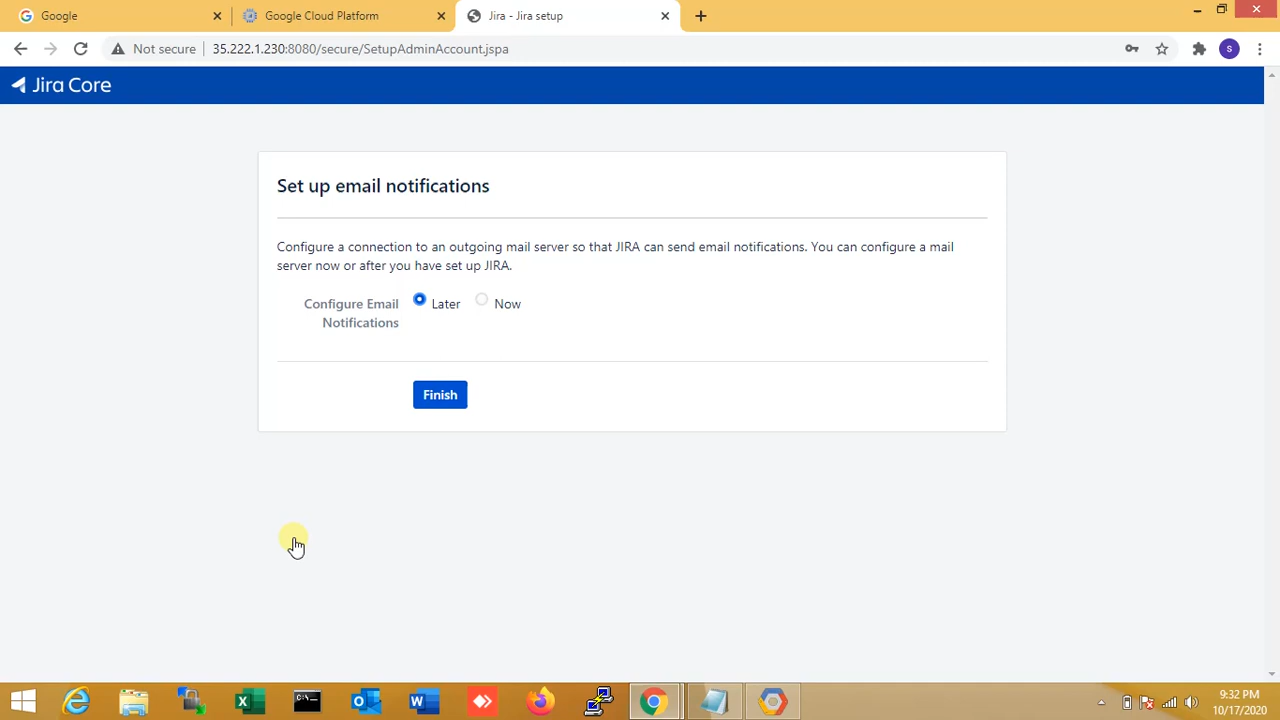 Google
Google Cloud Platform
Jira - Jira setup
Not secure
35.222.1.230:8080/secure/SetupAdminAccount.jspa
S
Jira Core
Set up email notifications
Configure a connection to an outgoing mail server so that JIRA can send email notifications. You can configure a mail
server now or after you have set up JIRA.
Configure Email
Notifications
Later
Now
Finish
9:32 PM
10/17/2020